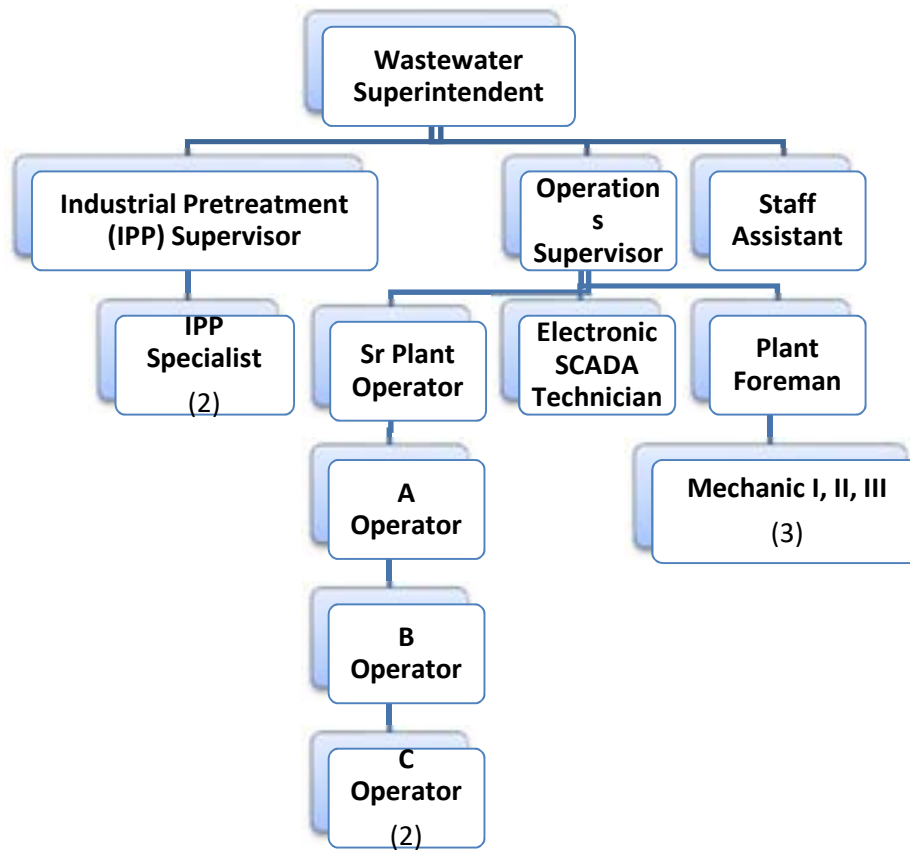 Wastewater
Superintendent
Industrial Pretreatment
(IPP) Supervisor
Operation
s
Supervisor
Staff
Assistant
IPP
Specialist
(2)
Sr Plant
Operator
Electronic
SCADA
Technician
Plant
Foreman
A
Operator
Mechanic I, II, III
(3)
B
Operator
C
Operator
(2)